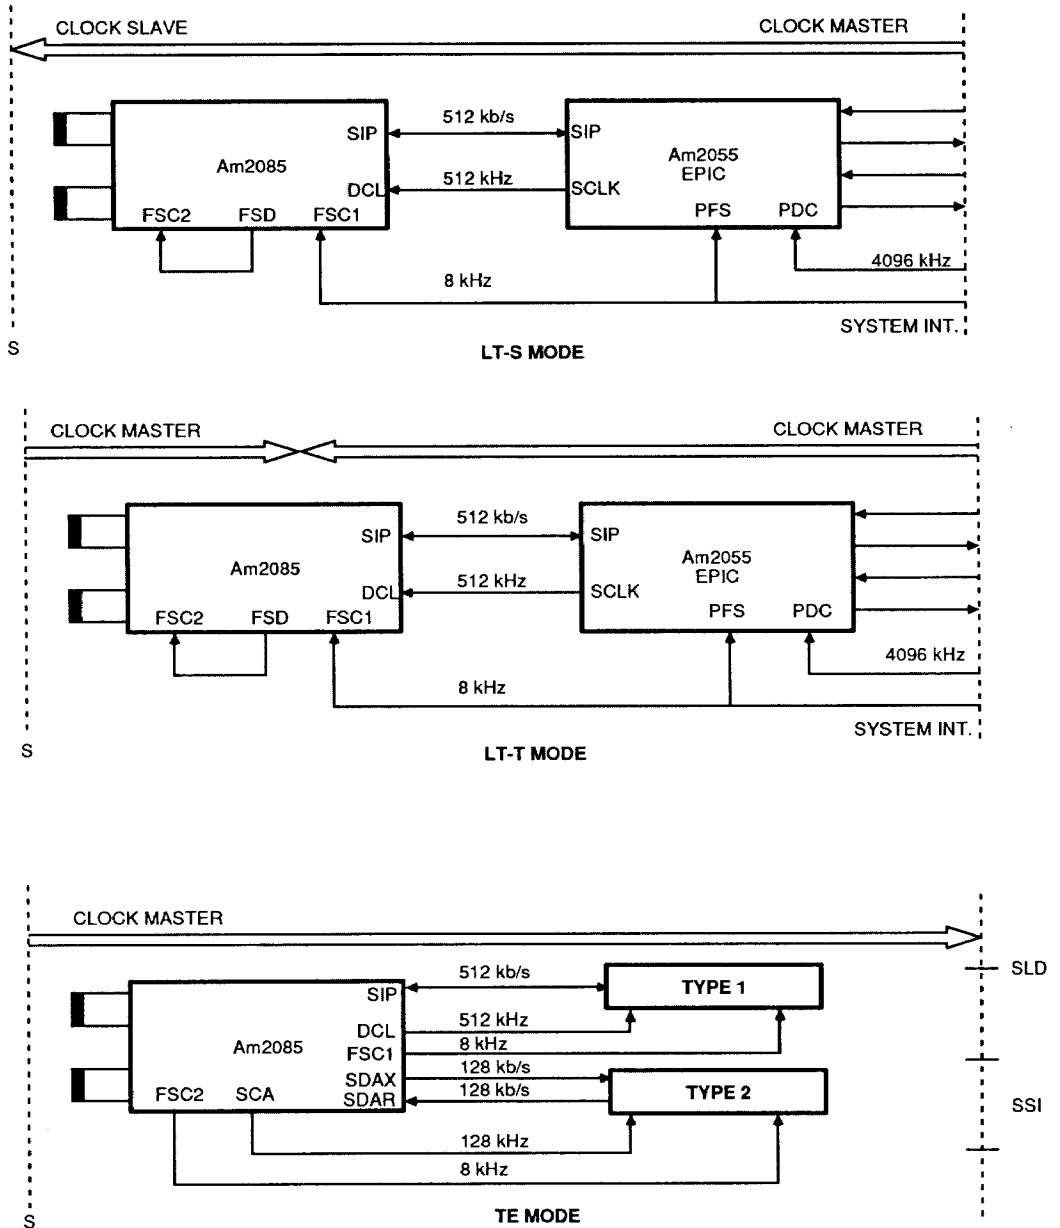 CLOCK SLAVE CLOCK MASTER
512 kb/s
SIP SIP
Am2085 Am2055
EPIC
512 kHz
DCL SCLK
FSC2 FSD FSC1 PFS PDC
4096 kHz
8 kHz
SYSTEM INT.
S
LT-S MODE
CLOCK MASTER CLOCK MASTER
512 kb/s
SIP SIP
Am2085 Am2055
EPIC
512 kHz
DCL SCLK
FSC2 FSD FSC1 PFS PDC
4096 kHz
8 kHz
SYSTEM INT.
S
LT-T MODE
CLOCK MASTER
512 kb/s
SLD
SIP TYPE 1
512 kHz
DCL
Am2085 8 kHz
FSC1
128 kb/s
SDAX
FSC2 SCA 128 kb/s TYPE 2
SDAR
SSI
128 kHz
8 kHz
S
TE MODE